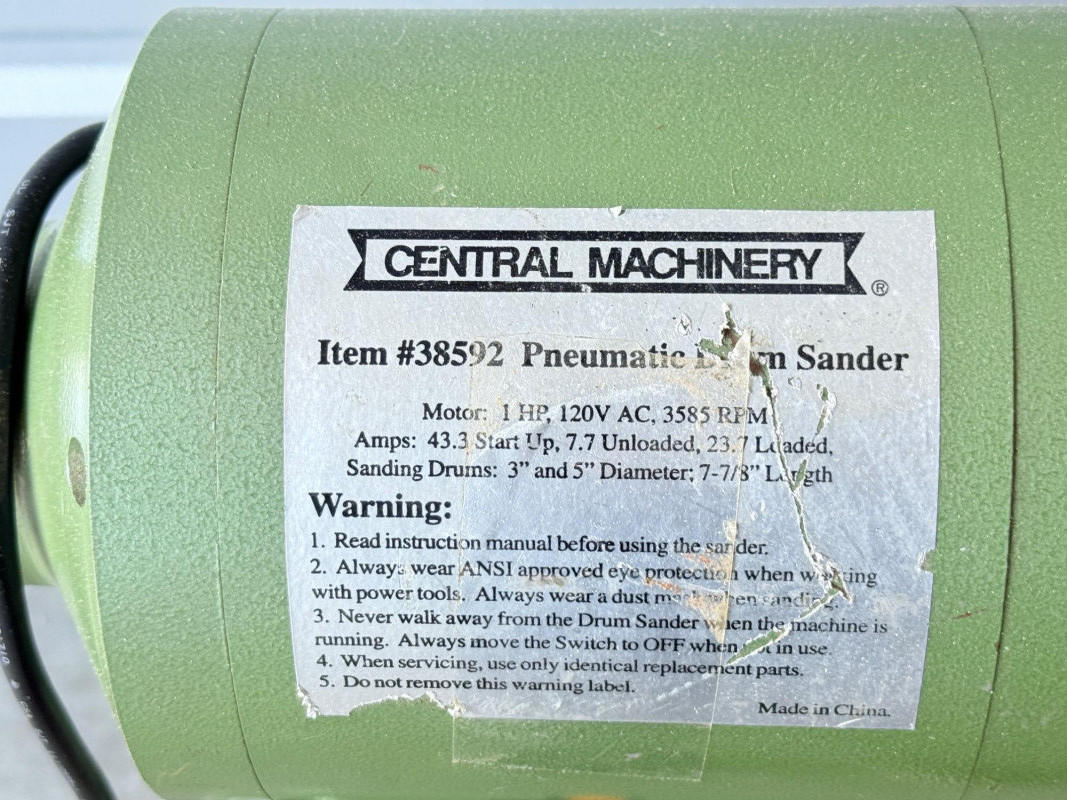 CENTRAL MACHINERY ®
Item #38592 Pneumatic Drum Sander
Motor: 1 HP, 120V AC, 3585 RPM
Amps: 43.3 Start Up, 7.7 Unloaded, 23.7 Loaded,
Sanding Drums: 3” and 5” Diameter; 7-7/8” Length
Warning:
1. Read instruction manual before using the sander.
2. Always wear ANSI approved eye protection when working
with power tools. Always wear a dust mask when sanding.
3. Never walk away from the Drum Sander when the machine is
running. Always move the Switch to OFF when not in use.
4. When servicing, use only identical replacement parts.
5. Do not remove this warning label.
Made in China.